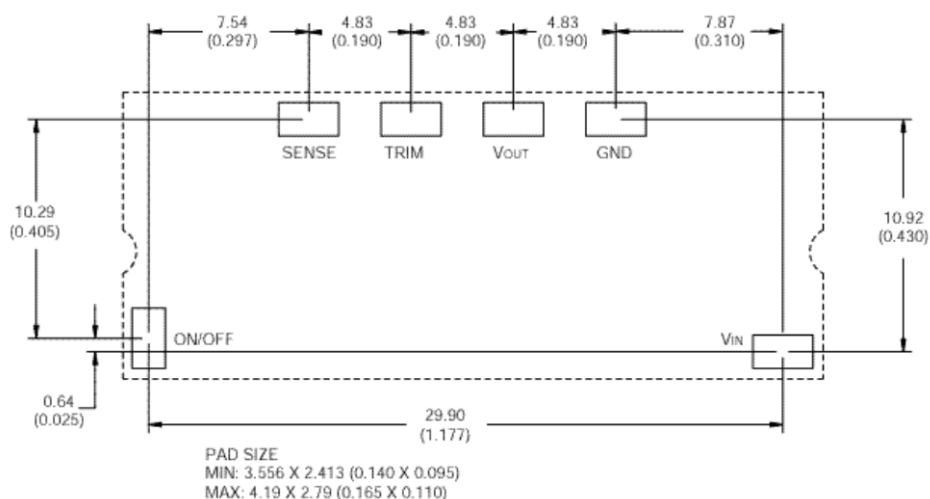 7.54
(0.297)
4.83
(0.190)
4.83
(0.190)
4.83
(0.190)
7.87
(0.310)
SENSE
TRIM
VOUT
GND
10.29
(0.405)
10.92
(0.430)
ON/OFF
VIN
0.64
(0.025)
29.90
(1.177)
PAD SIZE
MIN: 3.556 X 2.413 (0.140 X 0.095)
MAX: 4.19 X 2.79 (0.165 X 0.110)